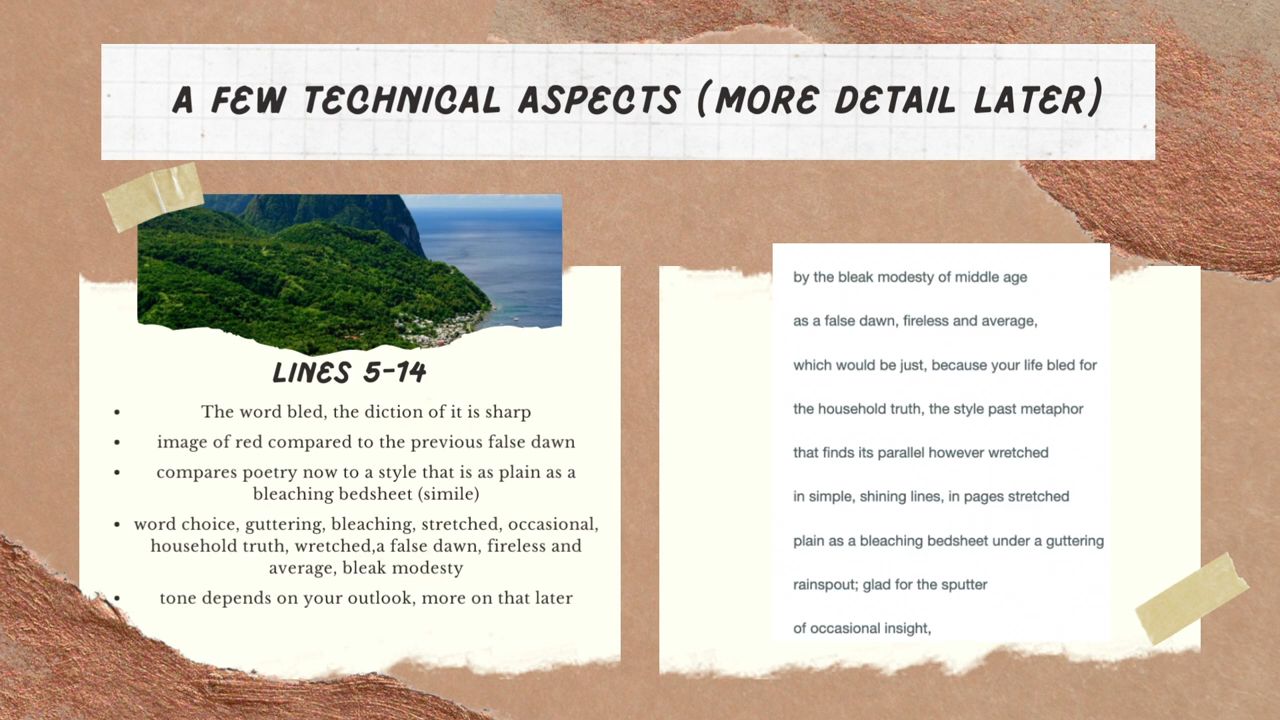 A FEW TECHNICAL ASPECTS (MORE DETAIL LATER)
LINES 5-14
• The word bled, the diction of it is sharp
• image of red compared to the previous false dawn
• compares poetry now to a style that is as plain as a
bleaching bedsheet (simile)
• word choice, guttering, bleaching, stretched, occasional,
household truth, wretched,a false dawn, fireless and
average, bleak modesty
• tone depends on your outlook, more on that later
by the bleak modesty of middle age
as a false dawn, fireless and average,
which would be just, because your life bled for
the household truth, the style past metaphor
that finds its parallel however wretched
in simple, shining lines, in pages stretched
plain as a bleaching bedsheet under a guttering
rainspout; glad for the sputter
of occasional insight,